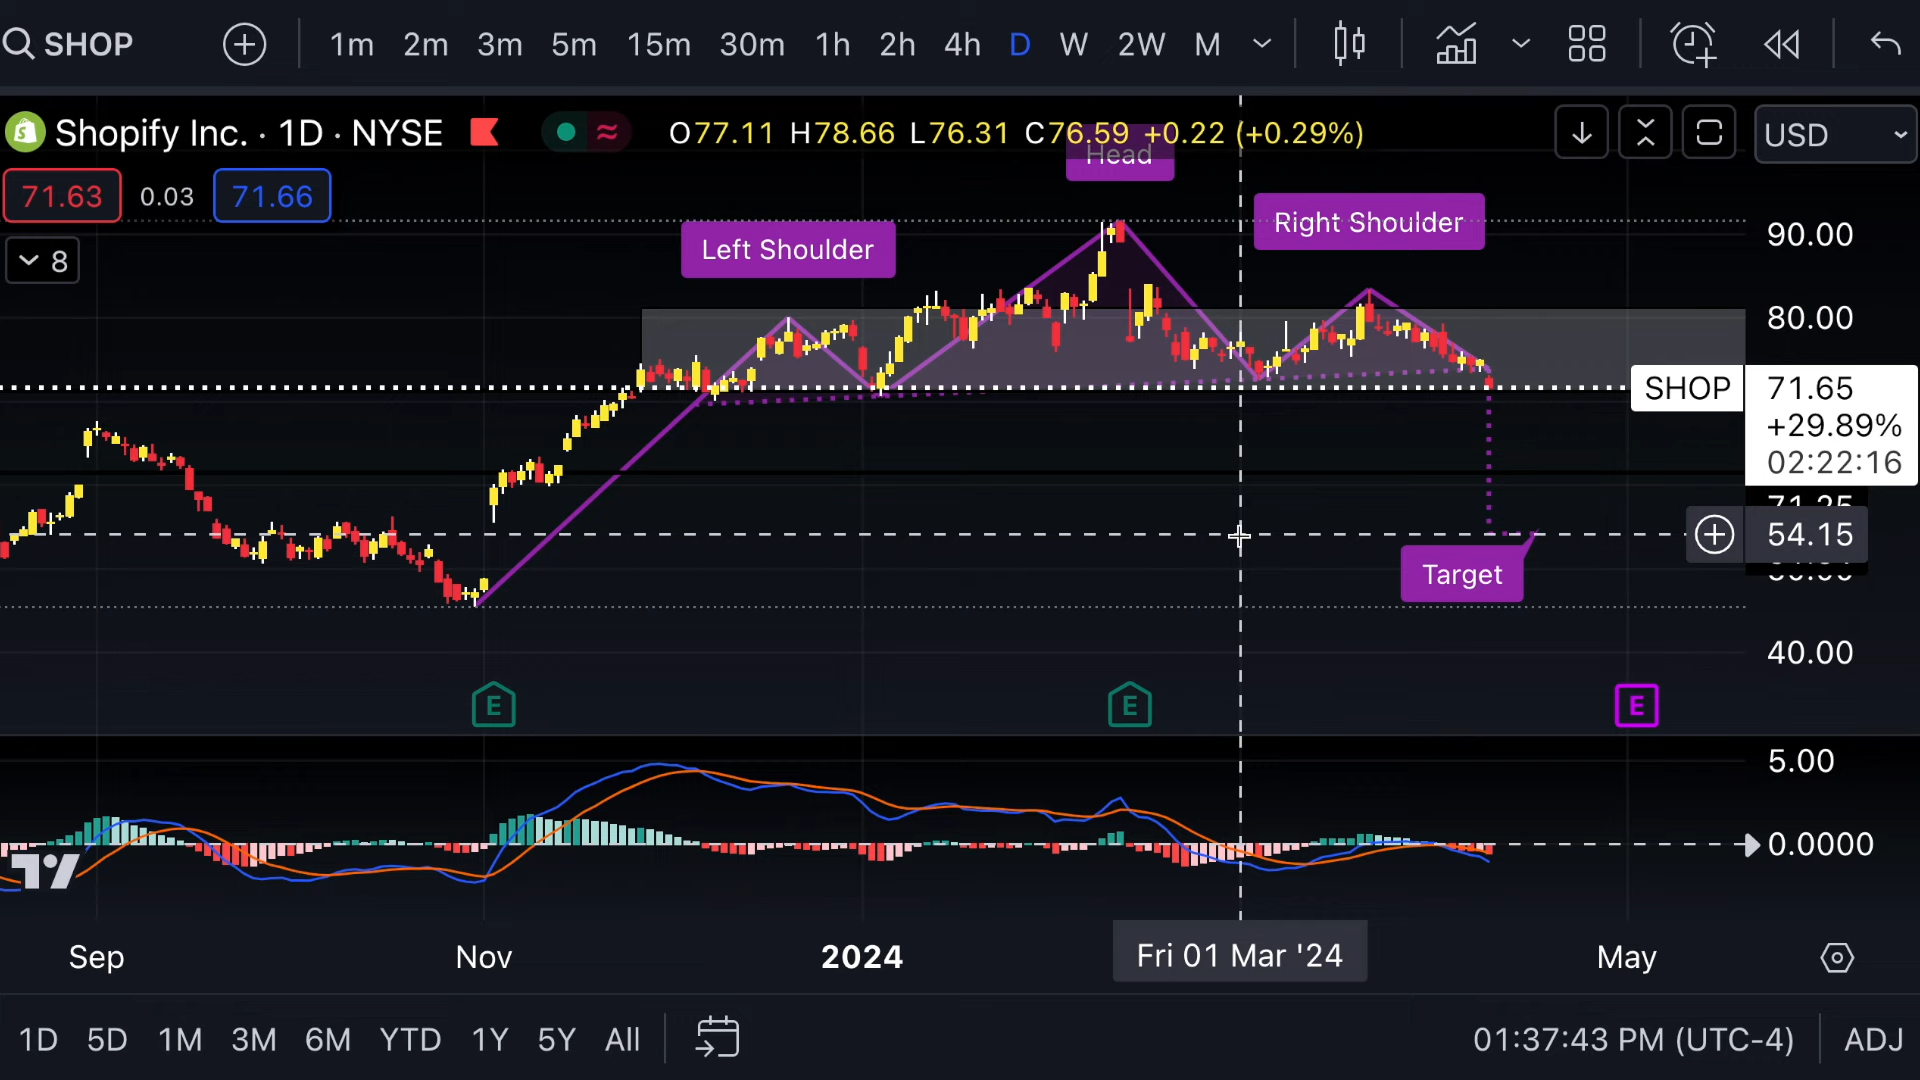 SHOP 1m 2m 3m 5m 15m 30m 1h 2h 4h D W 2W M
Shopify Inc. · 1D · NYSE O77.11 H78.66 L76.31 C76.59 +0.22 (+0.29%) USD
Head
71.63 0.03 71.66
Right Shoulder
90.00
Left Shoulder
8
80.00
SHOP 71.65
+29.89%
02:22:16
71.25
54.15
Target
40.00
E E E
5.00
0.0000
Sep Nov 2024 Fri 01 Mar '24 May
1D 5D 1M 3M 6M YTD 1Y 5Y All 01:37:43 PM (UTC-4) ADJ